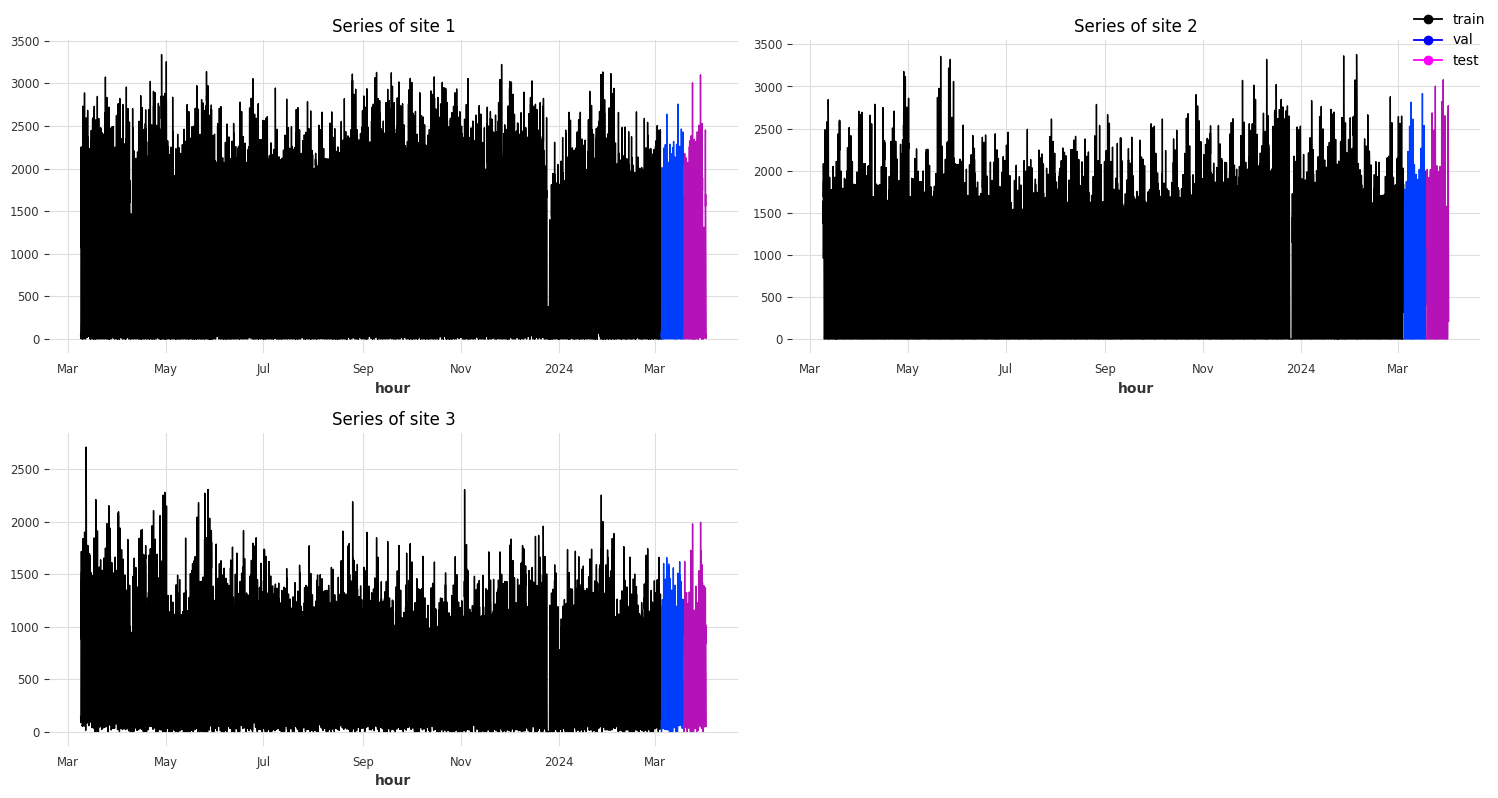 Series of site 1
3500
3000
2500
2000
1500
1000
500
0
Mar May Jul Sep Nov 2024 Mar
hour
Series of site 2
3500
3000
2500
2000
1500
1000
500
0
Mar May Jul Sep Nov 2024 Mar
hour
train
val
test
Series of site 3
2500
2000
1500
1000
500
0
Mar May Jul Sep Nov 2024 Mar
hour